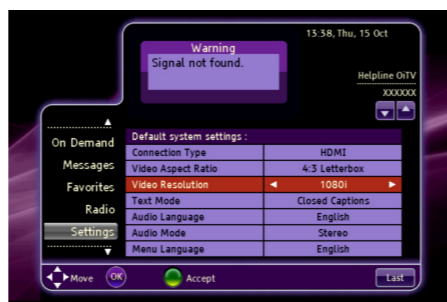 13:38, Thu, 15 Oct
Warning
Signal not found.
Helpline OiTV
XXXXXX
On Demand
Messages
Favorites
Radio
Settings
Default system settings :
Connection Type HDMI
Video Aspect Ratio 4:3 Letterbox
Video Resolution 1080i
Text Mode Closed Captions
Audio Language English
Audio Mode Stereo
Menu Language English
Move OK Accept Last